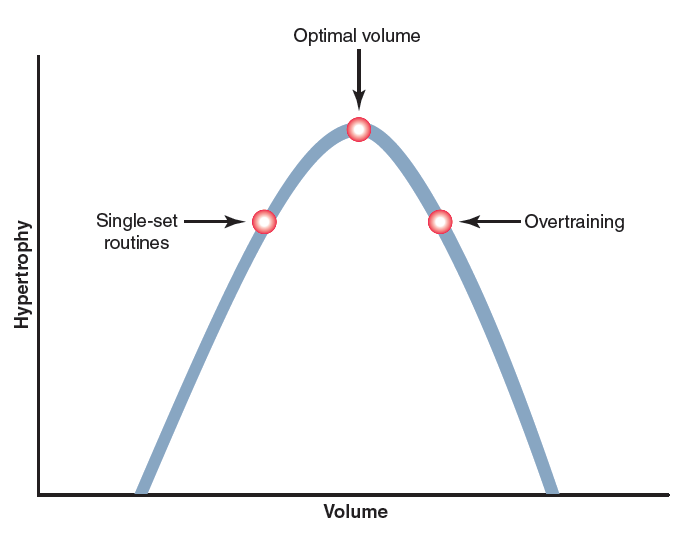 Optimal volume
Single-set
routines
Overtraining
Hypertrophy
Volume